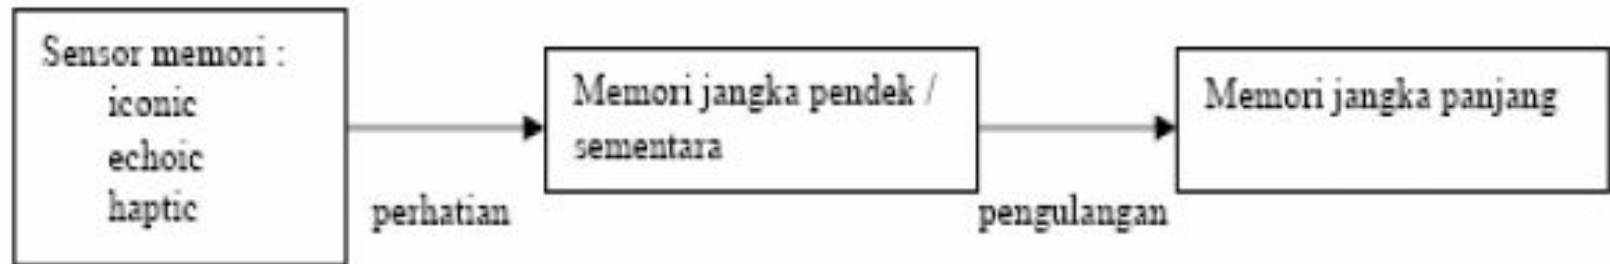 Sensor memori :
iconic
echoic
haptic
perhatian
Memori jangka pendek /
sementara
pengulangan
Memori jangka panjang